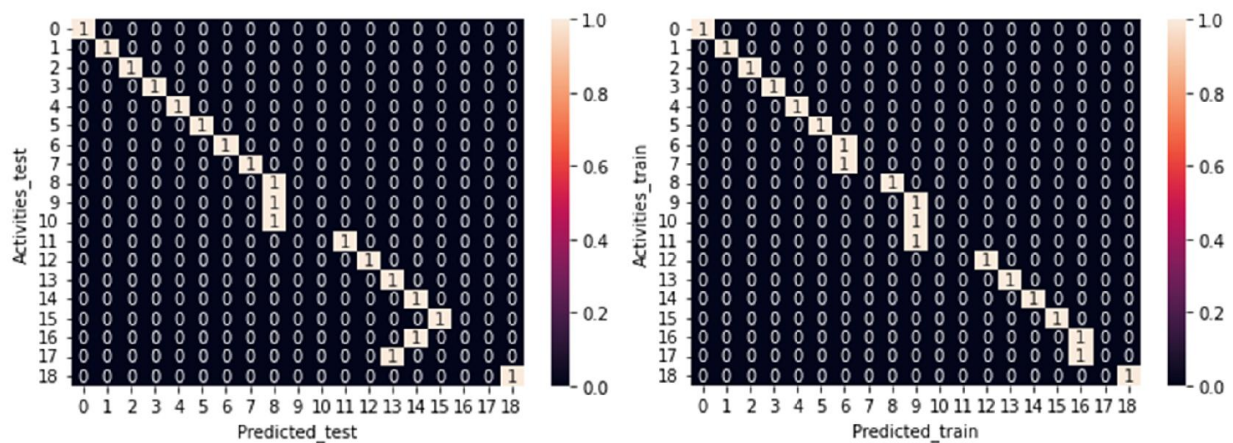 Activities_test
0 1 0 0 0 0 0 0 0 0 0 0 0 0 0 0 0 0 0 0
1 0 1 0 0 0 0 0 0 0 0 0 0 0 0 0 0 0 0 0
2 0 0 1 0 0 0 0 0 0 0 0 0 0 0 0 0 0 0 0
3 0 0 0 1 0 0 0 0 0 0 0 0 0 0 0 0 0 0 0
4 0 0 0 0 1 0 0 0 0 0 0 0 0 0 0 0 0 0 0
5 0 0 0 0 0 1 0 0 0 0 0 0 0 0 0 0 0 0 0
6 0 0 0 0 0 0 1 0 0 0 0 0 0 0 0 0 0 0 0
7 0 0 0 0 0 0 0 1 0 0 0 0 0 0 0 0 0 0 0
8 0 0 0 0 0 0 0 0 1 0 0 0 0 0 0 0 0 0 0
9 0 0 0 0 0 0 0 0 1 0 0 0 0 0 0 0 0 0 0
10 0 0 0 0 0 0 0 0 1 0 0 0 0 0 0 0 0 0 0
11 0 0 0 0 0 0 0 0 0 0 0 1 0 0 0 0 0 0 0
12 0 0 0 0 0 0 0 0 0 0 0 0 1 0 0 0 0 0 0
13 0 0 0 0 0 0 0 0 0 0 0 0 0 1 0 0 0 0 0
14 0 0 0 0 0 0 0 0 0 0 0 0 0 0 1 0 0 0 0
15 0 0 0 0 0 0 0 0 0 0 0 0 0 0 0 1 0 0 0
16 0 0 0 0 0 0 0 0 0 0 0 0 0 0 1 0 0 0 0
17 0 0 0 0 0 0 0 0 0 0 0 0 0 1 0 0 0 0 0
18 0 0 0 0 0 0 0 0 0 0 0 0 0 0 0 0 0 0 1
0 1 2 3 4 5 6 7 8 9 10 11 12 13 14 15 16 17 18
Predicted_test
1.0
0.8
0.6
0.4
0.2
0.0
Activities_train
0 1 0 0 0 0 0 0 0 0 0 0 0 0 0 0 0 0 0 0
1 0 1 0 0 0 0 0 0 0 0 0 0 0 0 0 0 0 0 0
2 0 0 1 0 0 0 0 0 0 0 0 0 0 0 0 0 0 0 0
3 0 0 0 1 0 0 0 0 0 0 0 0 0 0 0 0 0 0 0
4 0 0 0 0 1 0 0 0 0 0 0 0 0 0 0 0 0 0 0
5 0 0 0 0 0 1 0 0 0 0 0 0 0 0 0 0 0 0 0
6 0 0 0 0 0 0 1 0 0 0 0 0 0 0 0 0 0 0 0
7 0 0 0 0 0 0 1 0 0 0 0 0 0 0 0 0 0 0 0
8 0 0 0 0 0 0 0 0 1 0 0 0 0 0 0 0 0 0 0
9 0 0 0 0 0 0 0 0 0 1 0 0 0 0 0 0 0 0 0
10 0 0 0 0 0 0 0 0 0 1 0 0 0 0 0 0 0 0 0
11 0 0 0 0 0 0 0 0 0 1 0 0 0 0 0 0 0 0 0
12 0 0 0 0 0 0 0 0 0 0 0 0 1 0 0 0 0 0 0
13 0 0 0 0 0 0 0 0 0 0 0 0 0 1 0 0 0 0 0
14 0 0 0 0 0 0 0 0 0 0 0 0 0 0 1 0 0 0 0
15 0 0 0 0 0 0 0 0 0 0 0 0 0 0 0 1 0 0 0
16 0 0 0 0 0 0 0 0 0 0 0 0 0 0 0 0 1 0 0
17 0 0 0 0 0 0 0 0 0 0 0 0 0 0 0 0 1 0 0
18 0 0 0 0 0 0 0 0 0 0 0 0 0 0 0 0 0 0 1
0 1 2 3 4 5 6 7 8 9 10 11 12 13 14 15 16 17 18
Predicted_train
1.0
0.8
0.6
0.4
0.2
0.0